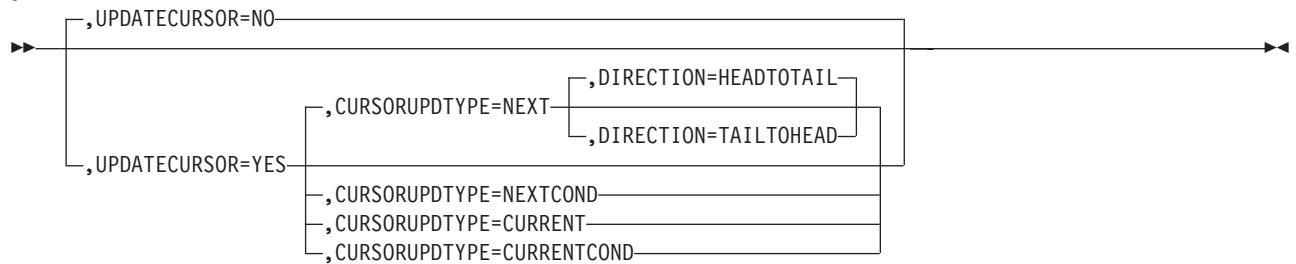 ,UPDATECURSOR=NO
,DIRECTION=HEADTOTAIL
,CURSORUPDTYPE=NEXT
,DIRECTION=TAILTOHEAD
,UPDATECURSOR=YES
,CURSORUPDTYPE=NEXTCOND
,CURSORUPDTYPE=CURRENT
,CURSORUPDTYPE=CURRENTCOND